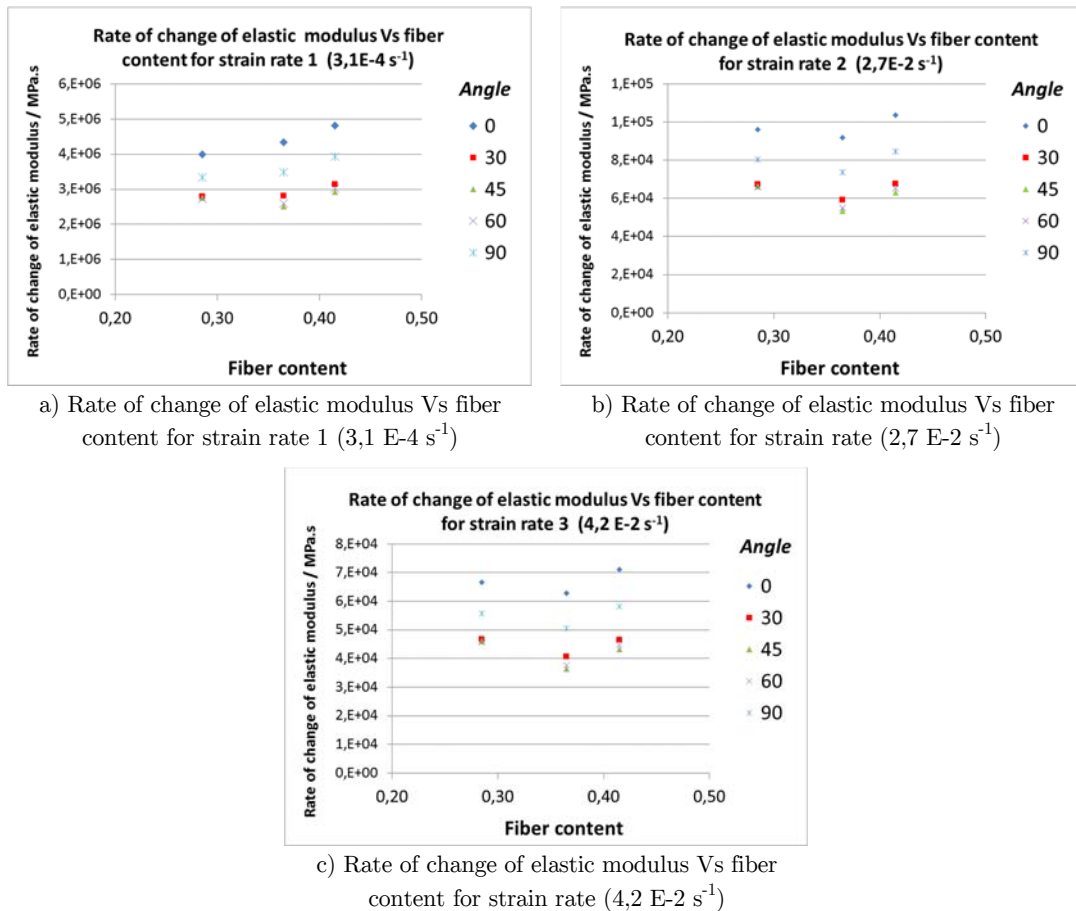 Rate of change of elastic modulus Vs fiber
content for strain rate 1 (3,1E-4 s⁻¹)
Rate of change of elastic modulus / MPa.s
6,E+06
5,E+06
4,E+06
3,E+06
2,E+06
1,E+06
0,E+00
0,20
0,30
0,40
0,50
Fiber content
Angle
0
30
45
60
90
a) Rate of change of elastic modulus Vs fiber
content for strain rate 1 (3,1 E-4 s⁻¹)
Rate of change of elastic modulus Vs fiber content
for strain rate 2 (2,7E-2 s⁻¹)
Rate of change of elastic modulus / MPa.s
1,E+05
1,E+05
8,E+04
6,E+04
4,E+04
2,E+04
0,E+00
0,20
0,30
0,40
0,50
Fiber content
Angle
0
30
45
60
90
b) Rate of change of elastic modulus Vs fiber
content for strain rate (2,7 E-2 s⁻¹)
Rate of change of elastic modulus Vs fiber content
for strain rate 3 (4,2 E-2 s⁻¹)
Rate of change of elastic modulus / MPa.s
8,E+04
7,E+04
6,E+04
5,E+04
4,E+04
3,E+04
2,E+04
1,E+04
0,E+00
0,20
0,30
0,40
0,50
Fiber content
Angle
0
30
45
60
90
c) Rate of change of elastic modulus Vs fiber
content for strain rate (4,2 E-2 s⁻¹)